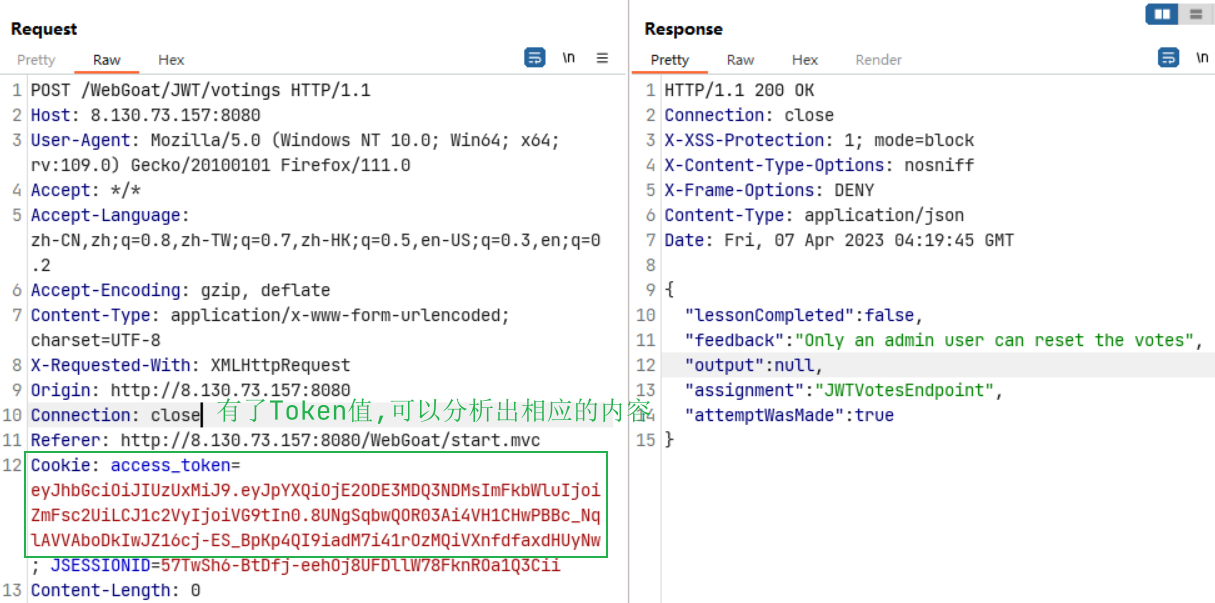 Request
Pretty Raw Hex \n
1 POST /WebGoat/JWT/votings HTTP/1.1
2 Host: 8.130.73.157:8080
3 User-Agent: Mozilla/5.0 (Windows NT 10.0; Win64; x64;
rv:109.0) Gecko/20100101 Firefox/111.0
4 Accept: */*
5 Accept-Language:
zh-CN,zh;q=0.8,zh-TW;q=0.7,zh-HK;q=0.5,en-US;q=0.3,en;q=0
.2
6 Accept-Encoding: gzip, deflate
7 Content-Type: application/x-www-form-urlencoded;
charset=UTF-8
8 X-Requested-With: XMLHttpRequest
9 Origin: http://8.130.73.157:8080
10 Connection: close 有了Token值,可以分析出相应的内容
11 Referer: http://8.130.73.157:8080/WebGoat/start.mvc
12 Cookie: access_token=
eyJhbGciOiJIUzUxMiJ9.eyJpYXQiOjE2ODE3MDQ3NDMsImFkbWluIjoi
ZmFsc2UiLCJ1c2VyIjoiVG9tIn0.8UNgSqbwQOR03Ai4VH1CHwPBBc_Nq
lAVVAboDkIwJZ16cj-ES_BpKp4QI9iadM7i41rOzMQiVXnfdfaxdHUyNw
; JSESSIONID=57TwSh6-BtDfj-eehOj8UFDllW78FknROa1Q3Cii
13 Content-Length: 0
Response
Pretty Raw Hex Render \n
1 HTTP/1.1 200 OK
2 Connection: close
3 X-XSS-Protection: 1; mode=block
4 X-Content-Type-Options: nosniff
5 X-Frame-Options: DENY
6 Content-Type: application/json
7 Date: Fri, 07 Apr 2023 04:19:45 GMT
8
9 {
10 "lessonCompleted":false,
11 "feedback":"Only an admin user can reset the votes",
12 "output":null,
13 "assignment":"JWTVotesEndpoint",
14 "attemptWasMade":true
15 }